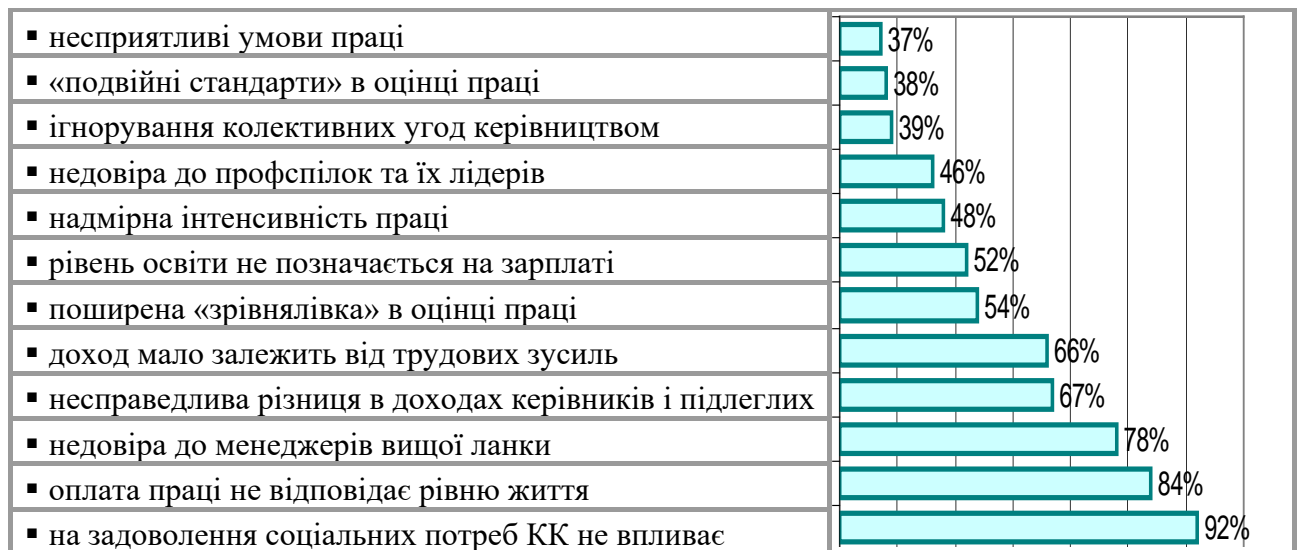 ▪ несприятливі умови праці 37%
▪ «подвійні стандарти» в оцінці праці 38%
▪ ігнорування колективних угод керівництвом 39%
▪ недовіра до профспілок та їх лідерів 46%
▪ надмірна інтенсивність праці 48%
▪ рівень освіти не позначається на зарплаті 52%
▪ поширена «зрівнялівка» в оцінці праці 54%
▪ доход мало залежить від трудових зусиль 66%
▪ несправедлива різниця в доходах керівників і підлеглих 67%
▪ недовіра до менеджерів вищої ланки 78%
▪ оплата праці не відповідає рівню життя 84%
▪ на задоволення соціальних потреб КК не впливає 92%